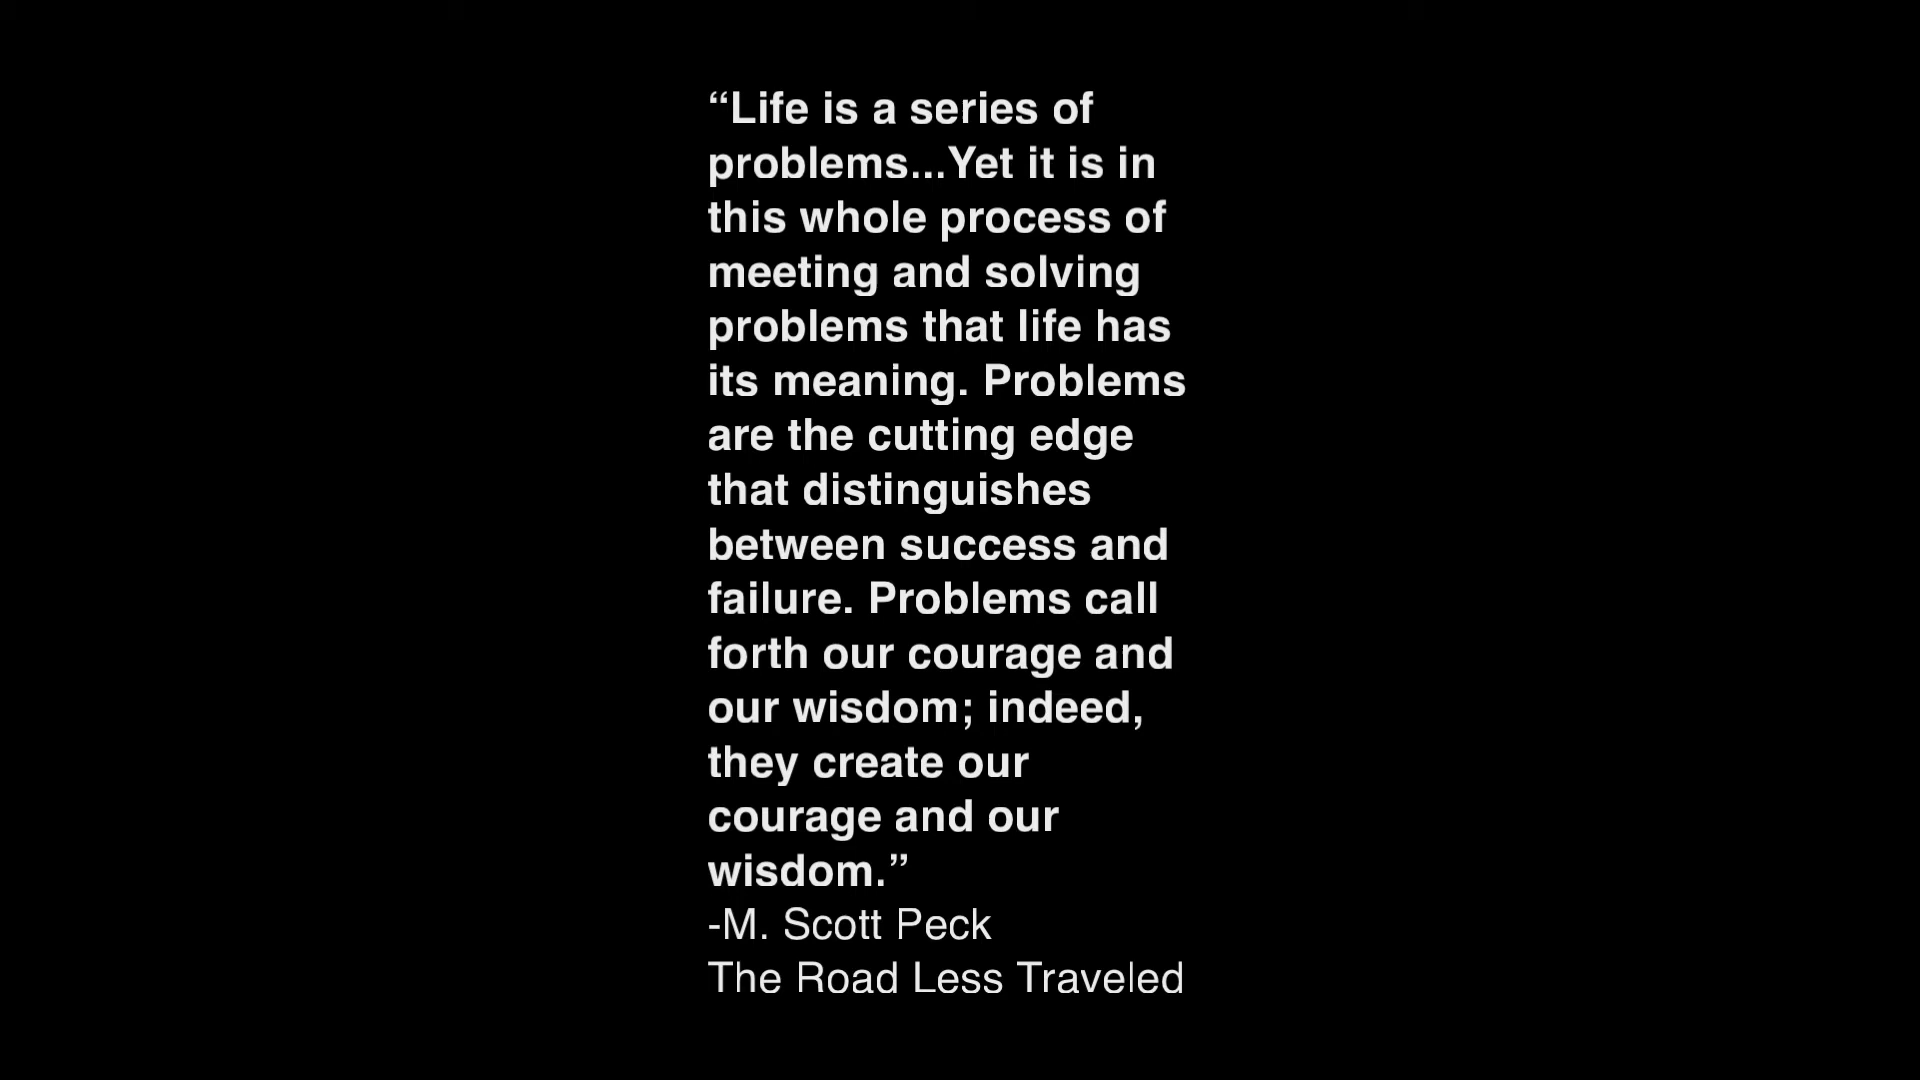 “Life is a series of
problems...Yet it is in
this whole process of
meeting and solving
problems that life has
its meaning. Problems
are the cutting edge
that distinguishes
between success and
failure. Problems call
forth our courage and
our wisdom; indeed,
they create our
courage and our
wisdom.”
-M. Scott Peck
The Road Less Traveled